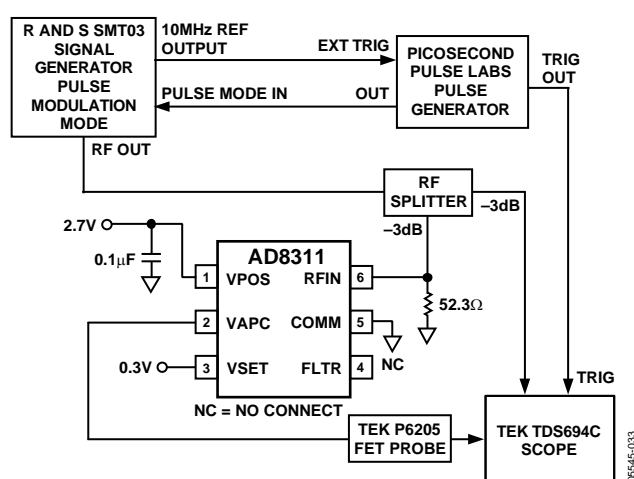 R AND S SMT03
SIGNAL
GENERATOR
PULSE
MODULATION
MODE
10MHz REF
OUTPUT
EXT TRIG
PULSE MODE IN
OUT
PICOSECOND
PULSE LABS
PULSE
GENERATOR
TRIG
OUT
RF OUT
RF
SPLITTER
–3dB
–3dB
2.7V
0.1µF
AD8311
1 VPOS RFIN 6
2 VAPC COMM 5
3 VSET FLTR 4
52.3Ω
0.3V
NC
NC = NO CONNECT
TRIG
TEK P6205
FET PROBE
TEK TDS694C
SCOPE
05545-033